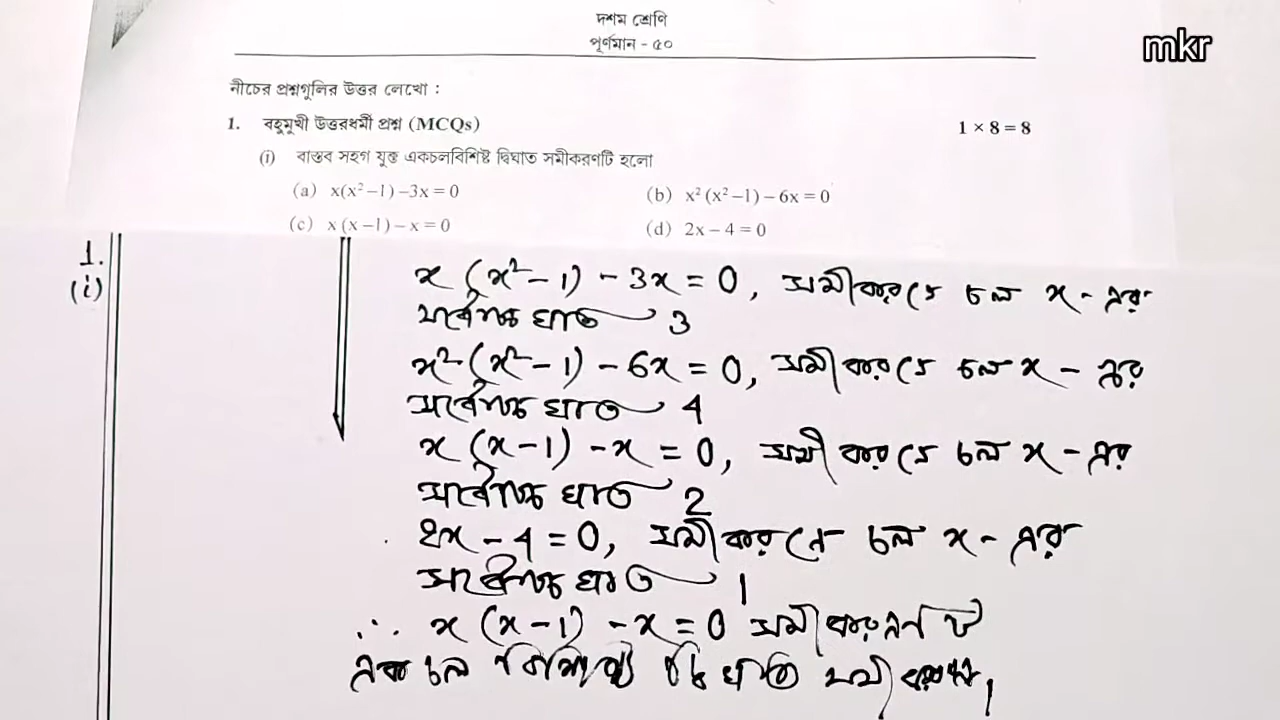 দশম শ্রেণি
পূর্ণমান - ৫০
mkr
নীচের প্রশ্নগুলির উত্তর লেখো :
1. বহুমুখী উত্তরধর্মী প্রশ্ন (MCQs) 1 × 8 = 8
(i) বাস্তব সহগ যুক্ত একচলবিশিষ্ট দ্বিঘাত সমীকরণটি হলো
(a) x(x²–1) –3x = 0 (b) x² (x²–1) – 6x = 0
(c) x (x –1) – x = 0 (d) 2x – 4 = 0
1.
(i)
x (x²-1) - 3x = 0, সমীকরণে চল x-এর
সর্বোচ্চ ঘাত 3
x² (x²-1) - 6x = 0, সমীকরণে চল x-এর
সর্বোচ্চ ঘাত 4
x (x-1) - x = 0, সমীকরণে চল x-এর
সর্বোচ্চ ঘাত 2
2x - 4 = 0, সমীকরণে চল x-এর
সর্বোচ্চ ঘাত 1
∴ x (x-1) - x = 0 সমীকরণটি
একচল বিশিষ্ট দ্বিঘাত সমীকরণ।